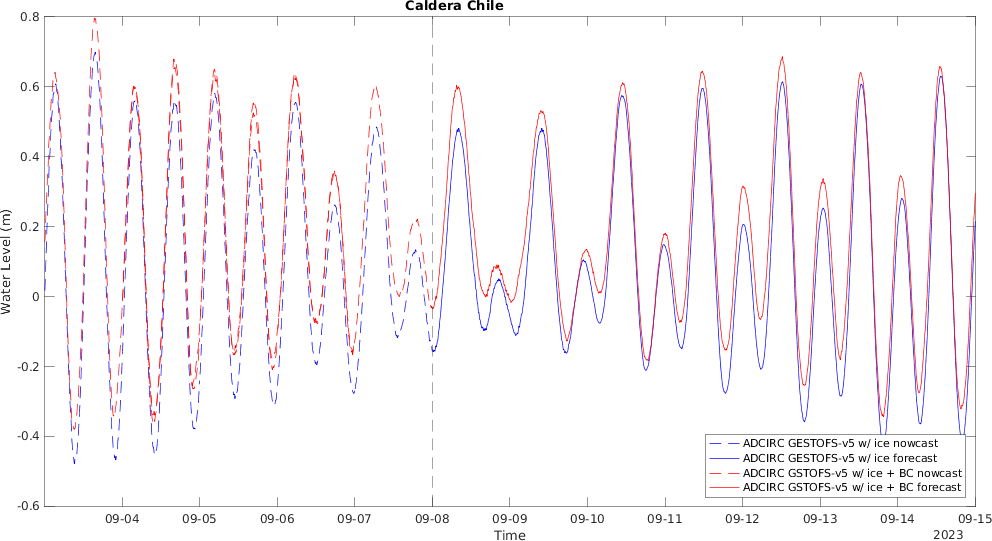 Caldera Chile
0.8
0.6
0.4
0.2
0
-0.2
-0.4
-0.6
Water Level (m)
ADCIRC GESTOFS-v5 w/ ice nowcast
ADCIRC GESTOFS-v5 w/ ice forecast
ADCIRC GSTOFS-v5 w/ ice + BC nowcast
ADCIRC GSTOFS-v5 w/ ice + BC forecast
09-04 09-05 09-06 09-07 09-08 09-09 09-10 09-11 09-12 09-13 09-14 09-15
Time
2023